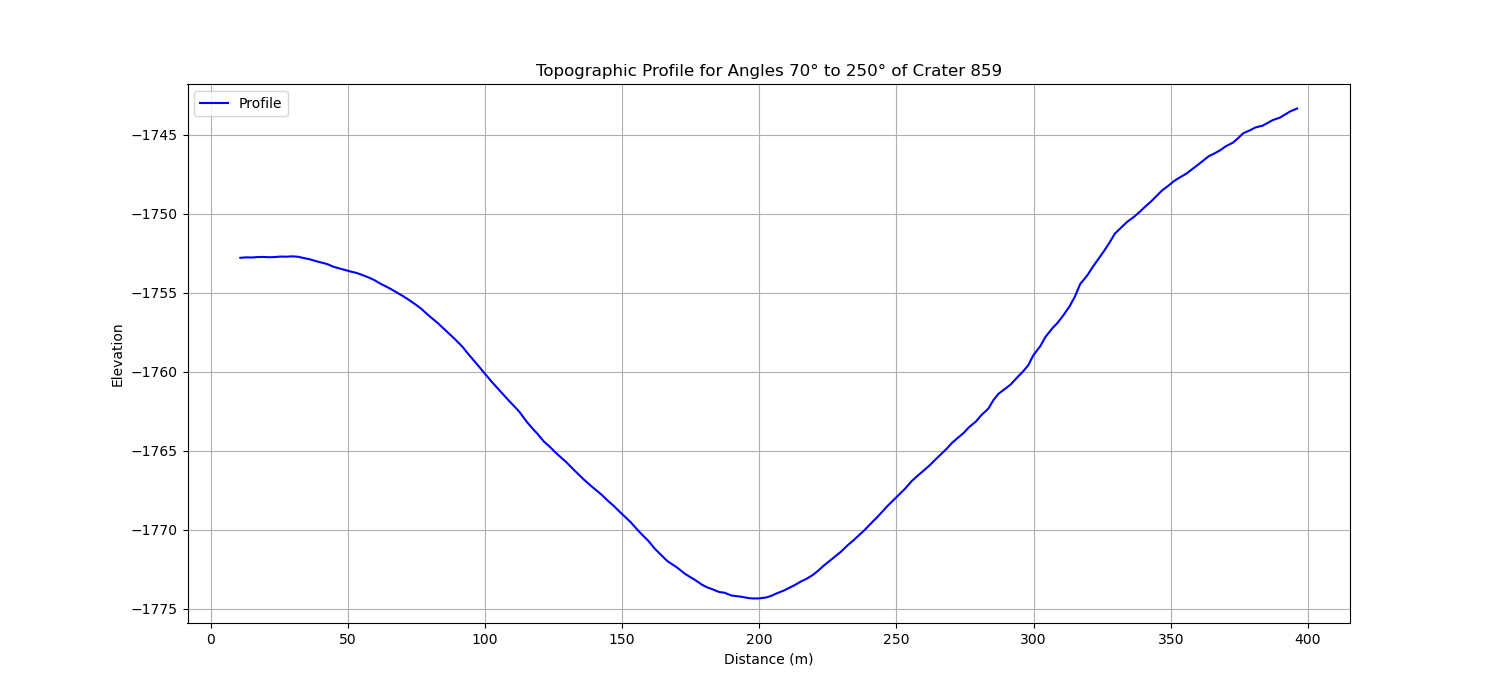 Topographic Profile for Angles 70° to 250° of Crater 859
Profile
Elevation
−1745
−1750
−1755
−1760
−1765
−1770
−1775
0 50 100 150 200 250 300 350 400
Distance (m)